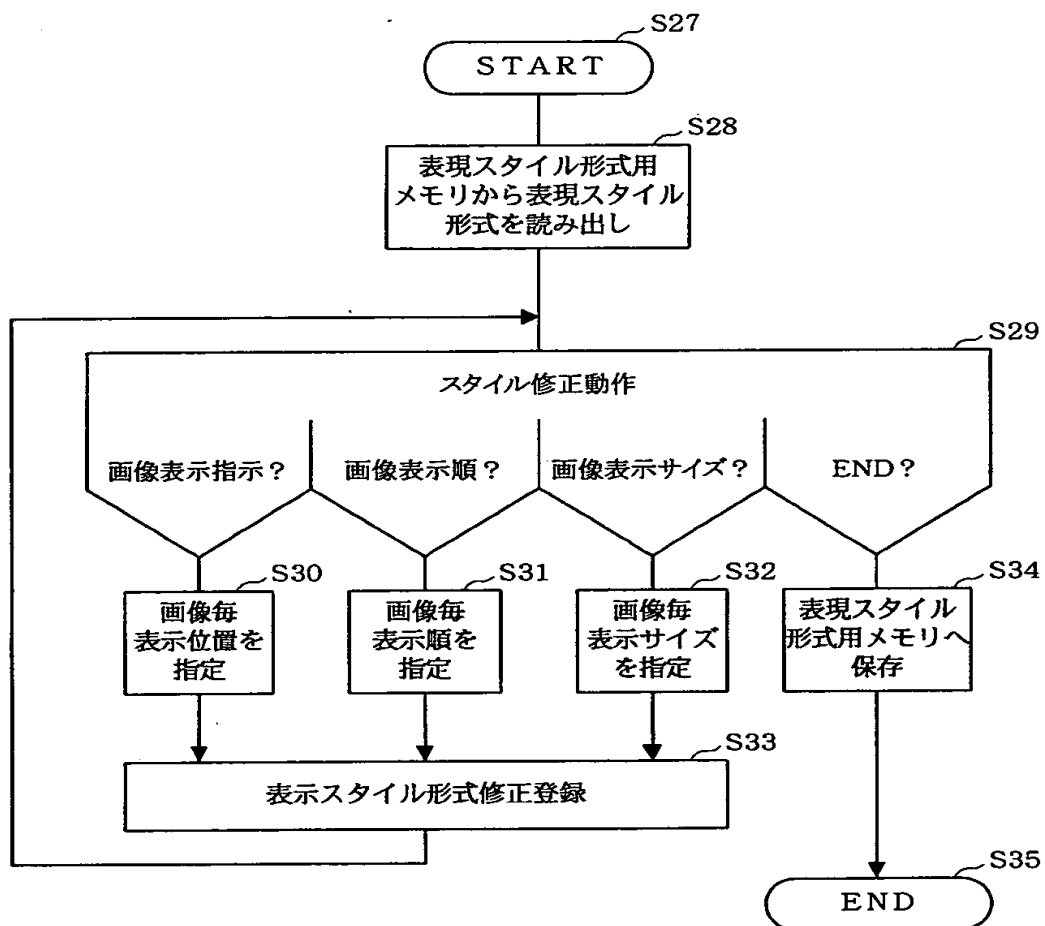 S27
START
S28
表現スタイル形式用
メモリから表現スタイル
形式を読み出し
S29
スタイル修正動作
画像表示指示?
画像表示順?
画像表示サイズ?
END?
S30
画像毎
表示位置を
指定
S31
画像毎
表示順を
指定
S32
画像毎
表示サイズ
を指定
S34
表現スタイル
形式用メモリへ
保存
S33
表示スタイル形式修正登録
S35
END